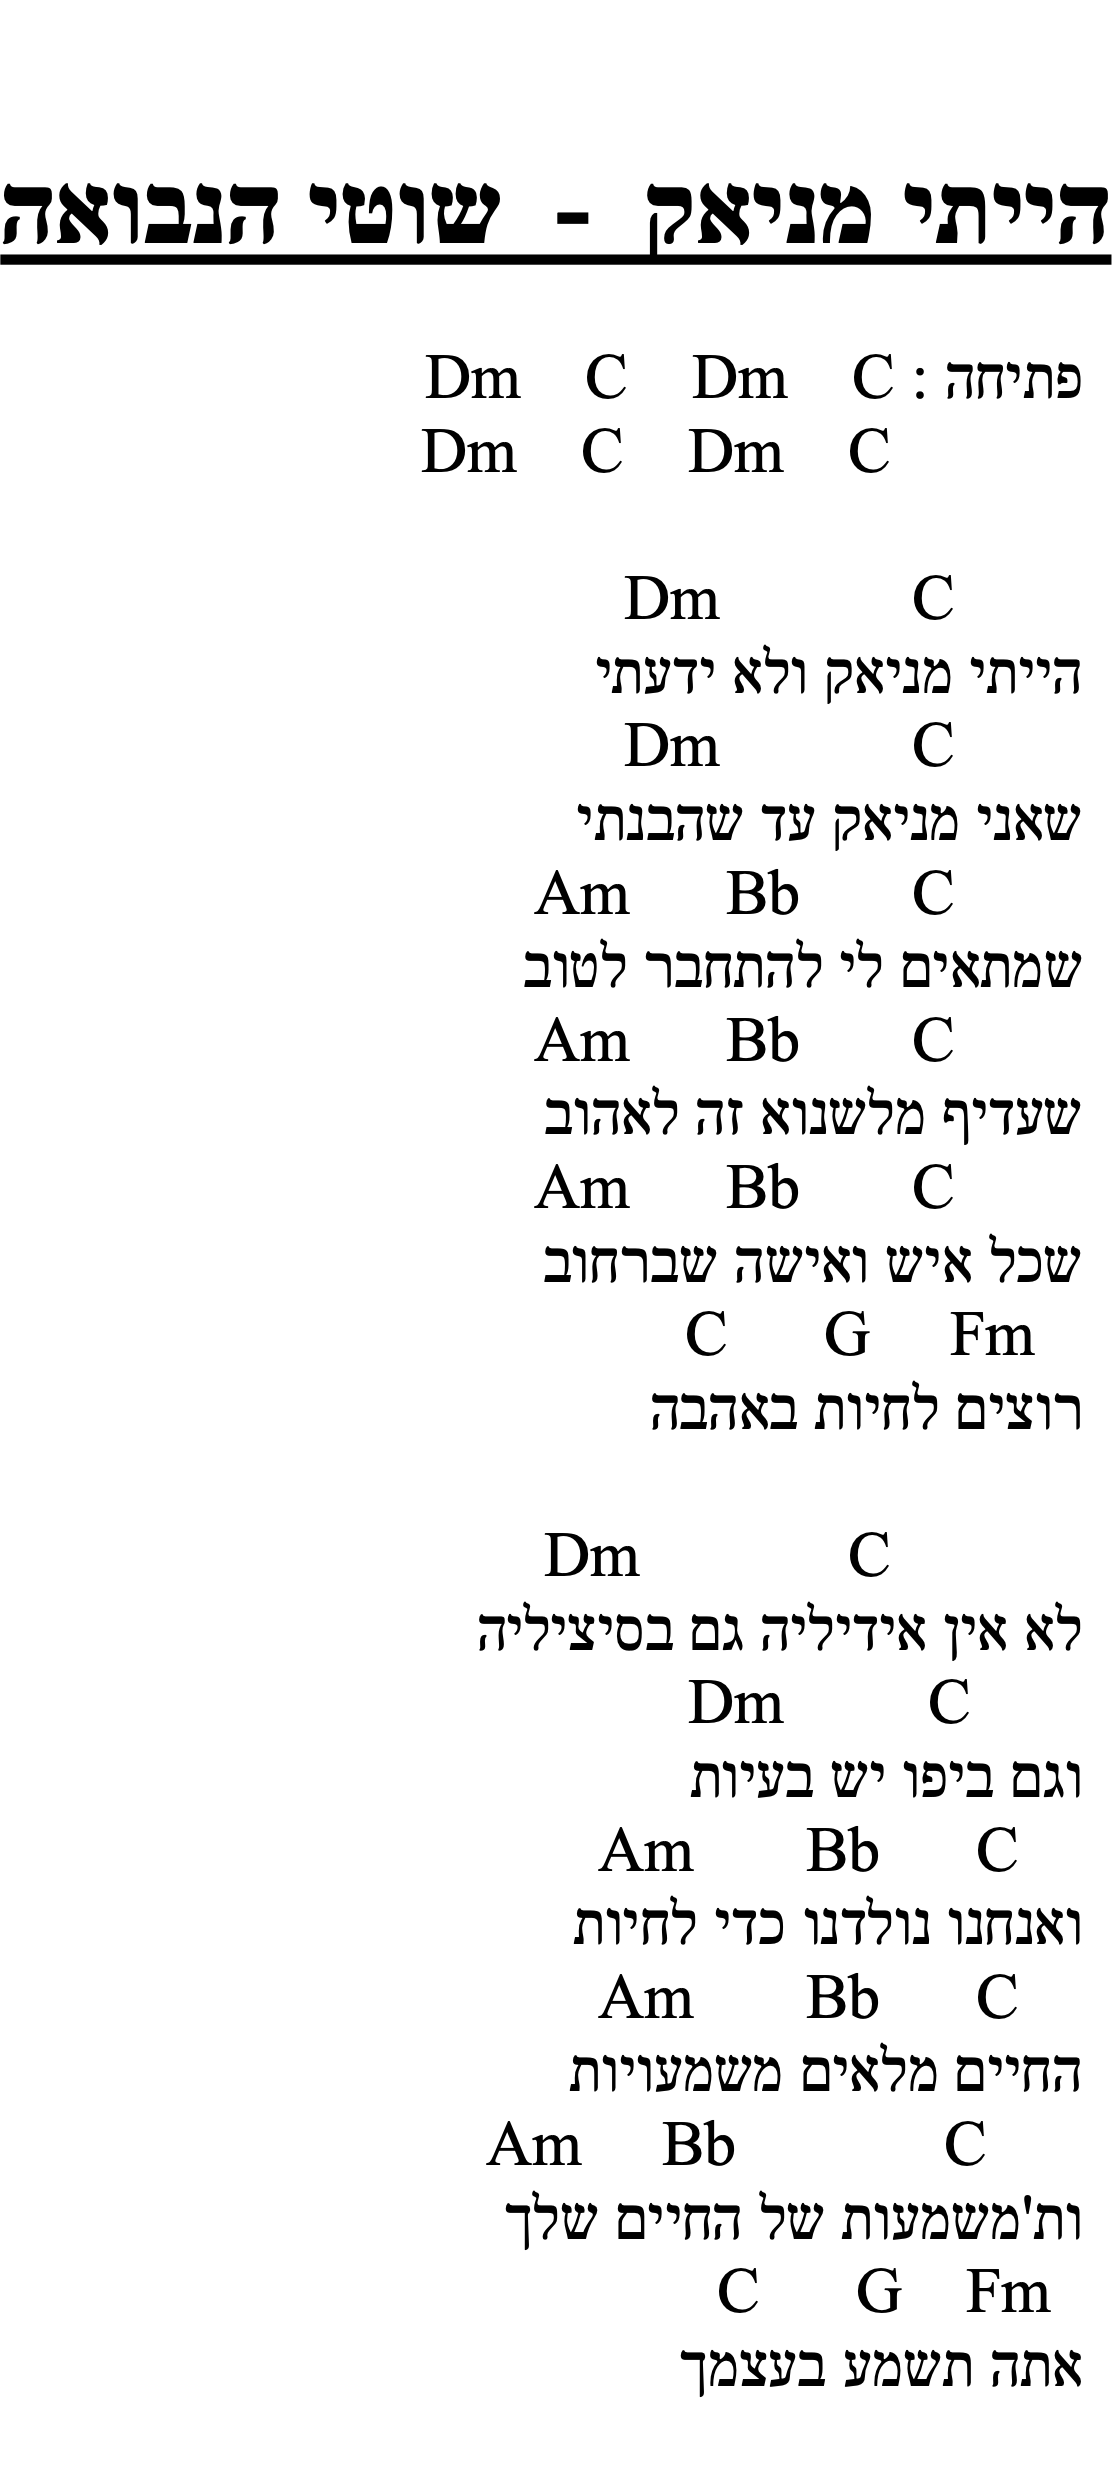 הייתי מניאק - שוטי הנבואה
פתיחה : C Dm C Dm
C Dm C Dm
C Dm
הייתי מניאק ולא ידעתי
C Dm
שאני מניאק עד שהבנתי
C Bb Am
שמתאים לי להתחבר לטוב
C Bb Am
שעדיף מלשנוא זה לאהוב
C Bb Am
שכל איש ואישה שברחוב
Fm G C
רוצים לחיות באהבה
C Dm
לא אין אידיליה גם בסיציליה
C Dm
וגם ביפו יש בעיות
C Bb Am
ואנחנו נולדנו כדי לחיות
C Bb Am
החיים מלאים משמעויות
C Bb Am
ות'משמעות של החיים שלך
Fm G C
אתה תשמע בעצמך